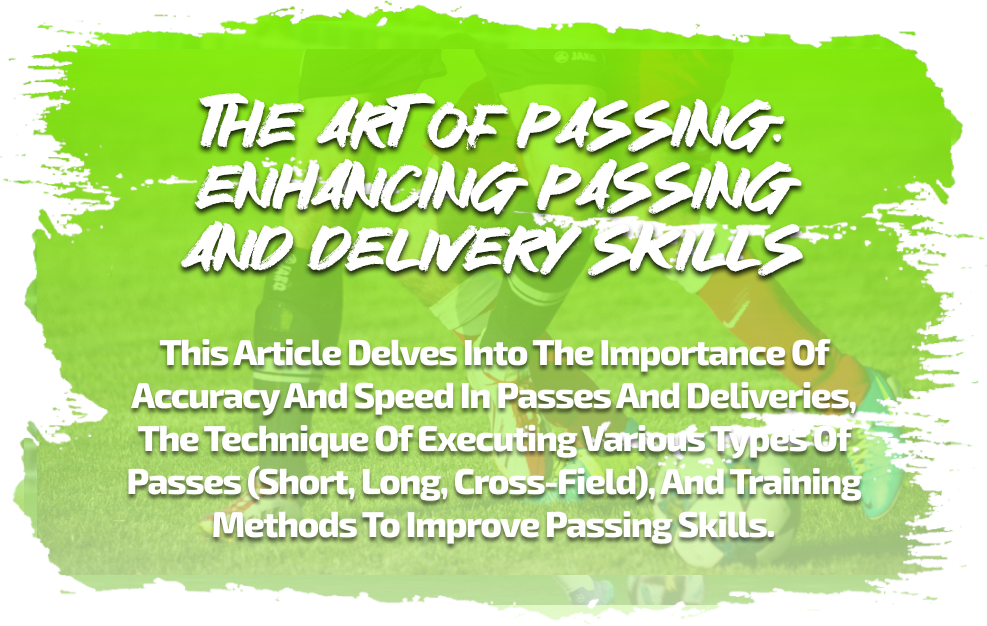 THE ART OF PASSING:
ENHANCING PASSING
AND DELIVERY SKILLS
This Article Delves Into The Importance Of
Accuracy And Speed In Passes And Deliveries,
The Technique Of Executing Various Types Of
Passes (Short, Long, Cross-Field), And Training
Methods To Improve Passing Skills.
JAKO
JAKO